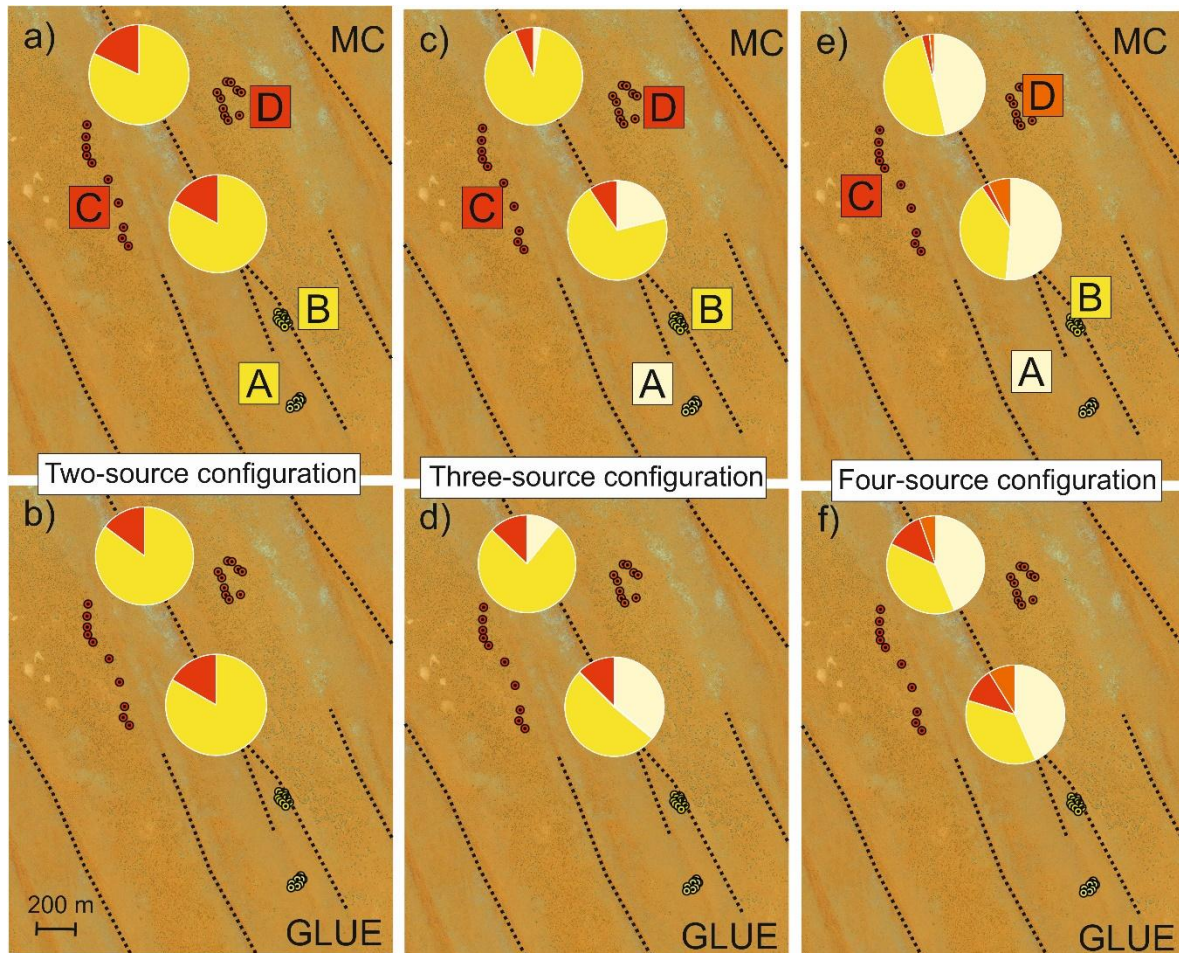 a)
MC
D
C
B
A
c)
MC
D
C
B
A
e)
MC
D
C
B
A
Two-source configuration
Three-source configuration
Four-source configuration
b)
200 m
GLUE
d)
GLUE
f)
GLUE